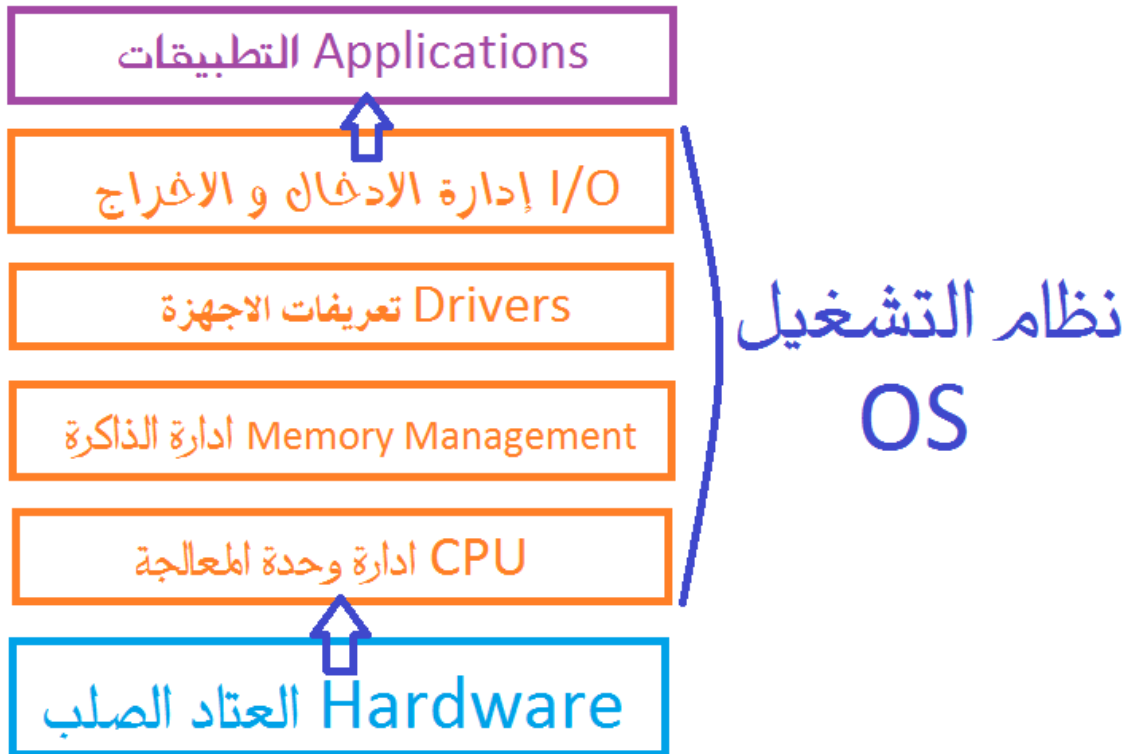 Applications التطبيقات
I/O إدارة الادخال و الاخراج
Drivers تعريفات الاجهزة
Memory Management ادارة الذاكرة
CPU ادارة وحدة المعالجة
Hardware العتاد الصلب
نظام التشغيل
OS